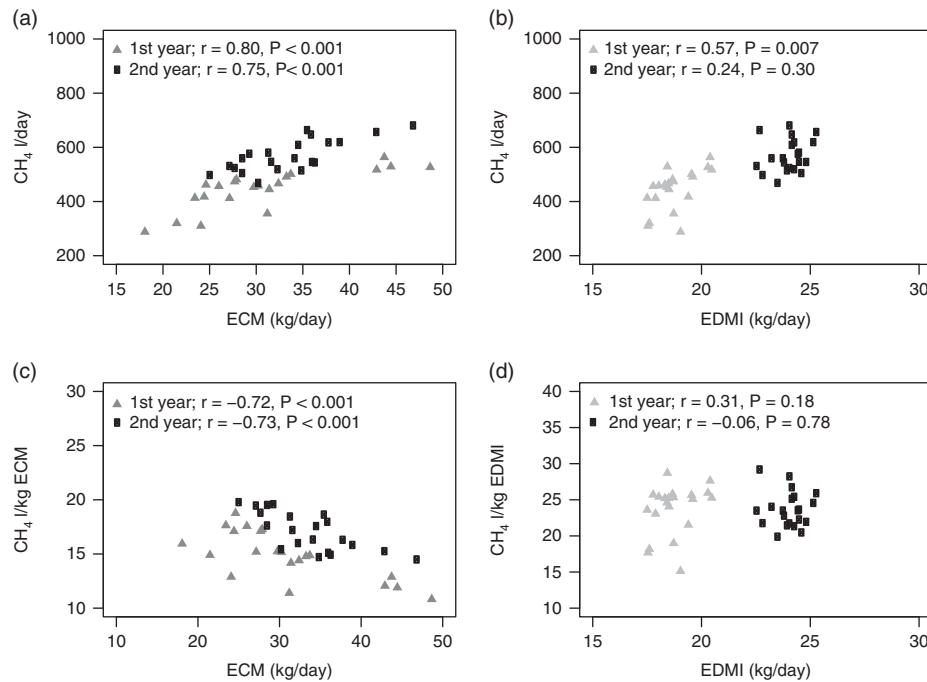 (a)
1st year; r = 0.80, P < 0.001
2nd year; r = 0.75, P< 0.001
1000
800
600
400
200
CH₄ l/day
15 20 25 30 35 40 45 50
ECM (kg/day)
(b)
1st year; r = 0.57, P = 0.007
2nd year; r = 0.24, P = 0.30
1000
800
600
400
200
CH₄ l/day
15 20 25 30
EDMI (kg/day)
(c)
1st year; r = −0.72, P < 0.001
2nd year; r = −0.73, P < 0.001
30
25
20
15
10
CH₄ l/kg ECM
10 20 30 40 50
ECM (kg/day)
(d)
1st year; r = 0.31, P = 0.18
2nd year; r = −0.06, P = 0.78
40
35
30
25
20
15
10
CH₄ l/kg EDMI
15 20 25 30
EDMI (kg/day)